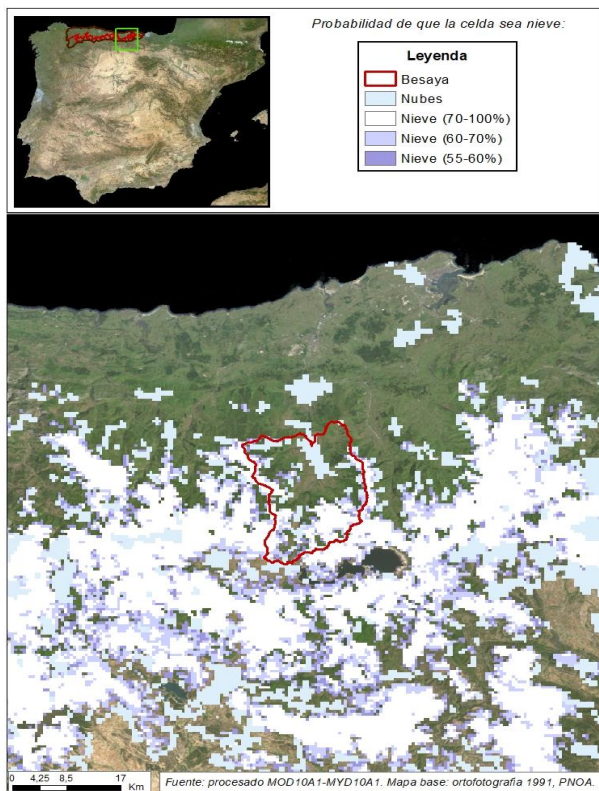 Probabilidad de que la celda sea nieve:
Leyenda
Besaya
Nubes
Nieve (70-100%)
Nieve (60-70%)
Nieve (55-60%)
0 4,25 8,5 17
Km
Fuente: procesado MOD10A1-MYD10A1. Mapa base: ortofotografía 1991, PNOA.